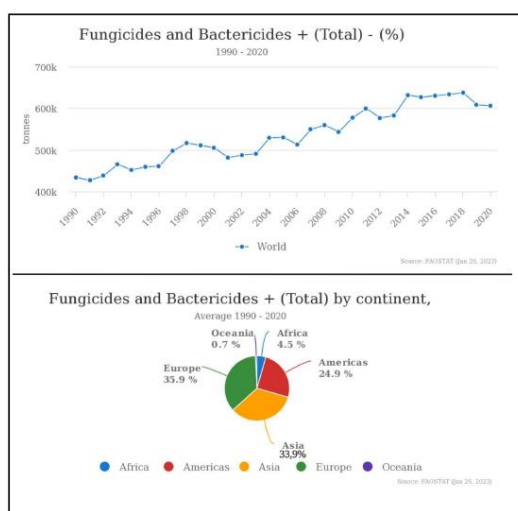 Fungicides and Bactericides + (Total) - (%)
1990 - 2020
700k
600k
500k
400k
tonnes
1990 1992 1994 1996 1998 2000 2002 2004 2006 2008 2010 2012 2014 2016 2018 2020
World
Source: FAOSTAT (Jan 26, 2023)
Fungicides and Bactericides + (Total) by continent,
Average 1990 - 2020
Oceania
0.7 %
Africa
4.5 %
Americas
24.9 %
Europe
35.9 %
Asia
33,9%
Africa Americas Asia Europe Oceania
Source: FAOSTAT (Jan 26, 2023)